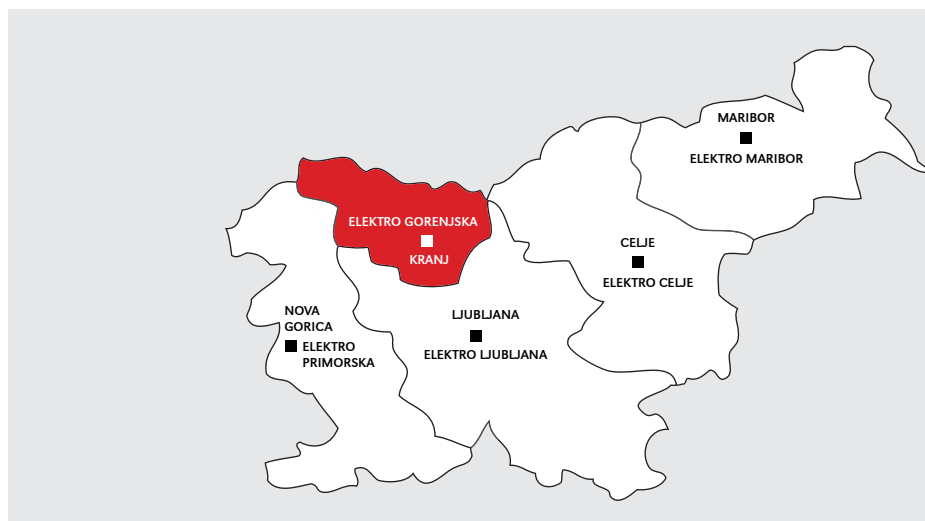 MARIBOR
ELEKTRO MARIBOR
ELEKTRO GORENJSKA
KRANJ
CELJE
ELEKTRO CELJE
NOVA
GORICA
ELEKTRO
PRIMORSKA
LJUBLJANA
ELEKTRO LJUBLJANA